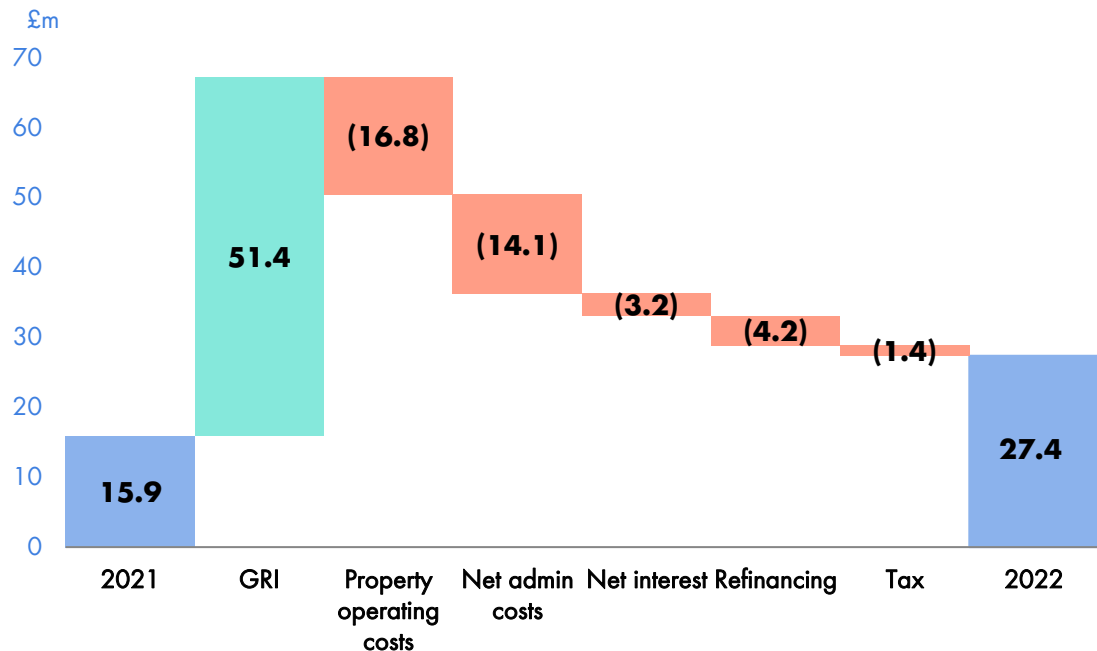 £m
70
60
50
40
30
20
10
0
15.9
51.4
(16.8)
(14.1)
(3.2)
(4.2)
(1.4)
27.4
2021
GRI
Property
operating
costs
Net admin
costs
Net interest
Refinancing
Tax
2022